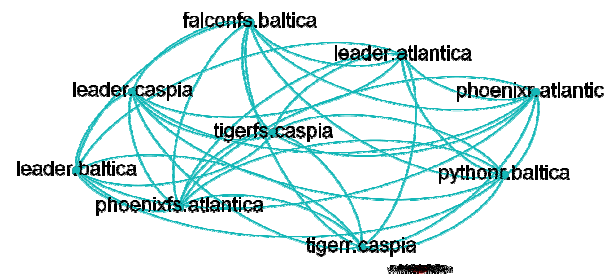 falconfs.baltica
leader.atlantica
leader.caspia
phoenixr.atlantic
tigerfs.caspia
leader.baltica
pythonr.baltica
phoenixfs.atlantica
tigerr.caspia